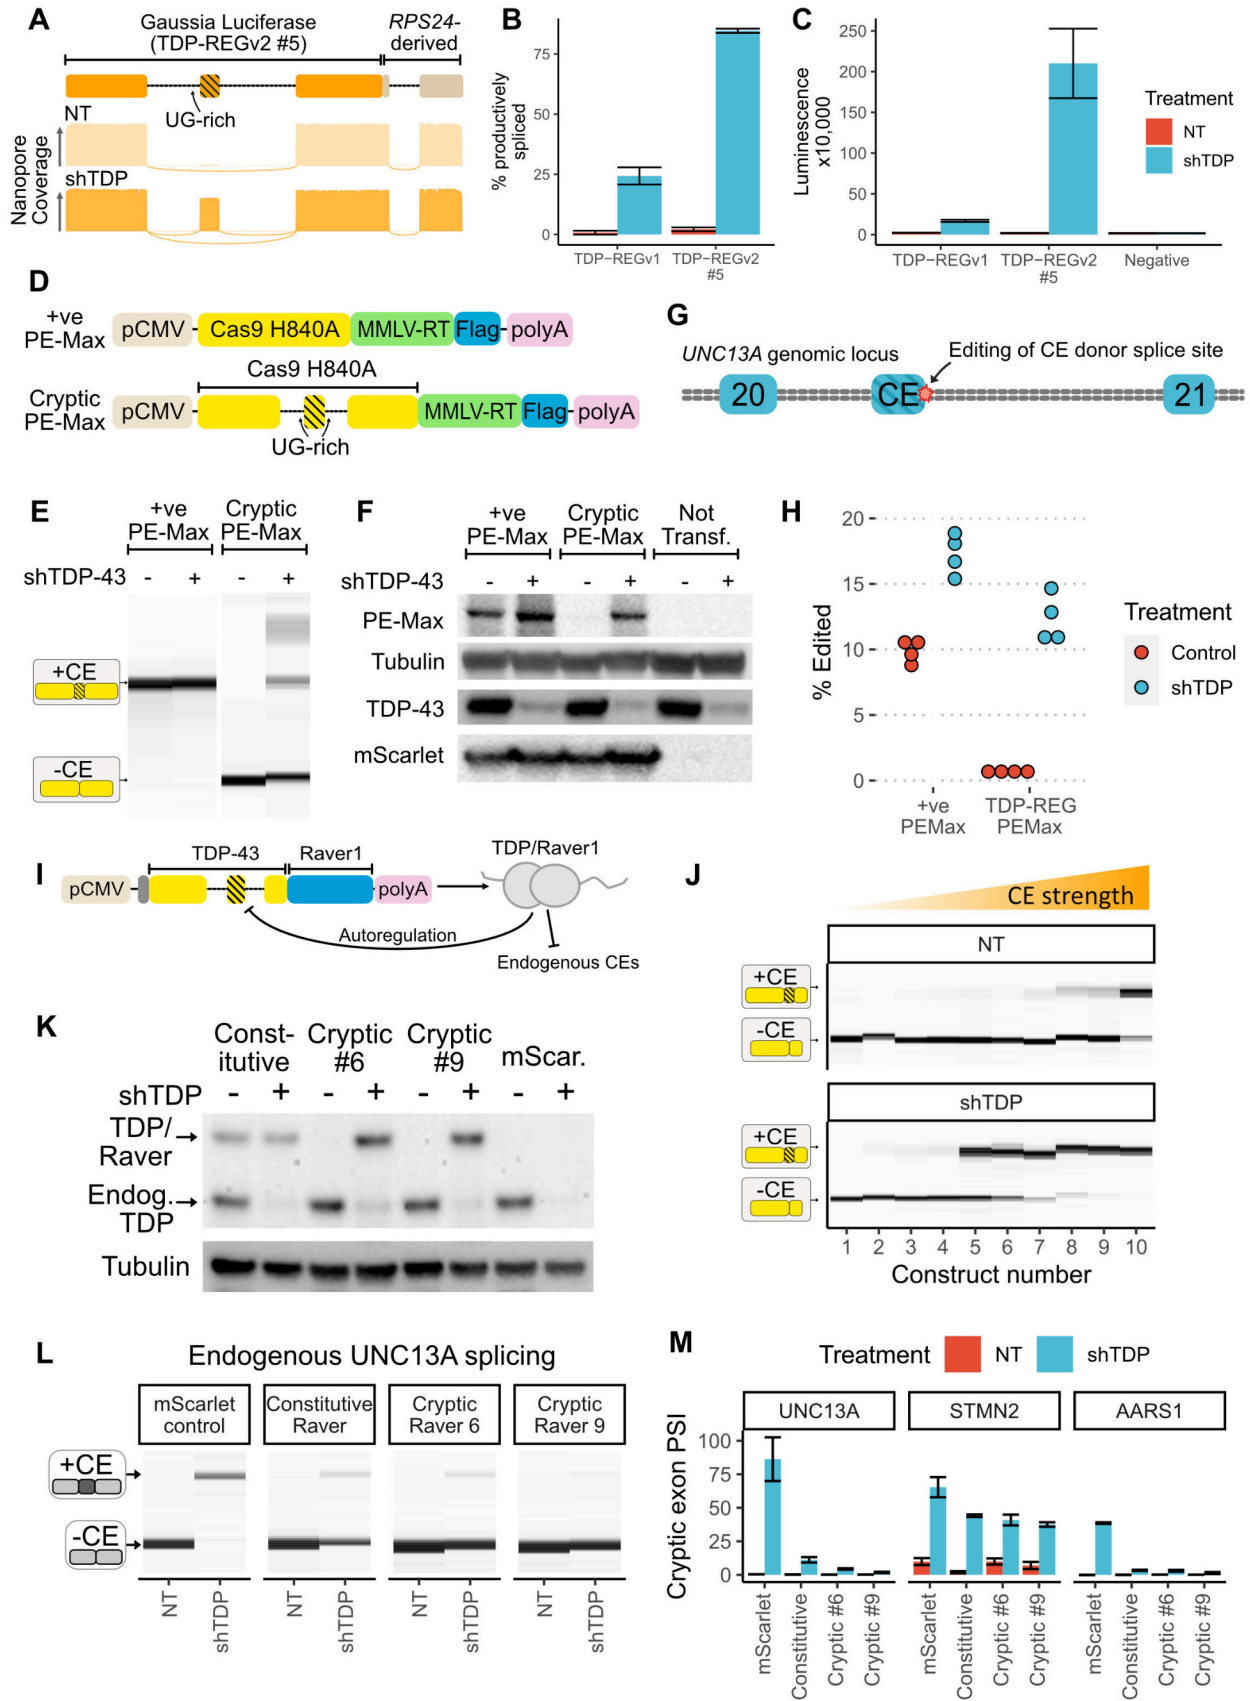 A
Gaussia Luciferase
(TDP-REGv2 #5)
RPS24-
derived
UG-rich
NT
shTDP
Nanopore
Coverage
B
% productively
spliced
75
50
25
0
TDP−REGv1
TDP−REGv2
#5
C
Luminescence
x10,000
250
200
150
100
50
0
TDP−REGv1
TDP−REGv2
#5
Negative
Treatment
NT
shTDP
D
+ve
PE-Max
pCMV
Cas9 H840A
MMLV-RT
Flag
polyA
Cas9 H840A
Cryptic
PE-Max
pCMV
MMLV-RT
Flag
polyA
UG-rich
G
UNC13A genomic locus
Editing of CE donor splice site
20
CE
21
E
+ve
PE-Max
Cryptic
PE-Max
shTDP-43
- + - +
+CE
-CE
F
+ve
PE-Max
Cryptic
PE-Max
Not
Transf.
shTDP-43
- + - + - +
PE-Max
Tubulin
TDP-43
mScarlet
H
% Edited
20
15
10
5
0
+ve
PEMax
TDP-REG
PEMax
Treatment
Control
shTDP
I
TDP-43
Raver1
pCMV
polyA
TDP/Raver1
Autoregulation
Endogenous CEs
J
CE strength
NT
+CE
-CE
shTDP
+CE
-CE
1 2 3 4 5 6 7 8 9 10
Construct number
K
Const-
itutive
Cryptic
#6
Cryptic
#9
mScar.
shTDP
- + - + - + - +
TDP/
Raver
Endog.
TDP
Tubulin
L
Endogenous UNC13A splicing
mScarlet
control
Constitutive
Raver
Cryptic
Raver 6
Cryptic
Raver 9
+CE
-CE
NT
shTDP
NT
shTDP
NT
shTDP
NT
shTDP
M
Treatment
NT
shTDP
UNC13A
STMN2
AARS1
Cryptic exon PSI
100
75
50
25
0
mScarlet
Constitutive
Cryptic #6
Cryptic #9
mScarlet
Constitutive
Cryptic #6
Cryptic #9
mScarlet
Constitutive
Cryptic #6
Cryptic #9